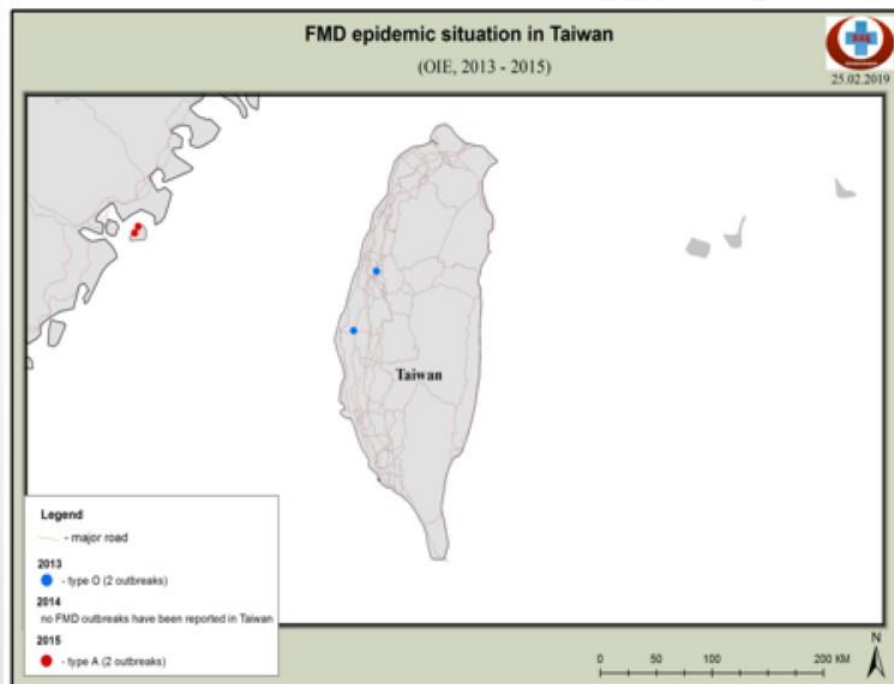 FMD epidemic situation in Taiwan
(OIE, 2013 - 2015)
25.02.2019
Taiwan
Legend
- major road
2013
- type O (2 outbreaks)
2014
no FMD outbreaks have been reported in Taiwan
2015
- type A (2 outbreaks)
0 50 100 200 KM
N